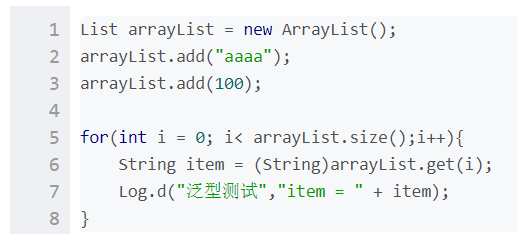 1 List arrayList = new ArrayList();
2 arrayList.add("aaaa");
3 arrayList.add(100);
4
5 for(int i = 0; i< arrayList.size();i++){
6     String item = (String)arrayList.get(i);
7     Log.d("泛型测试","item = " + item);
8 }